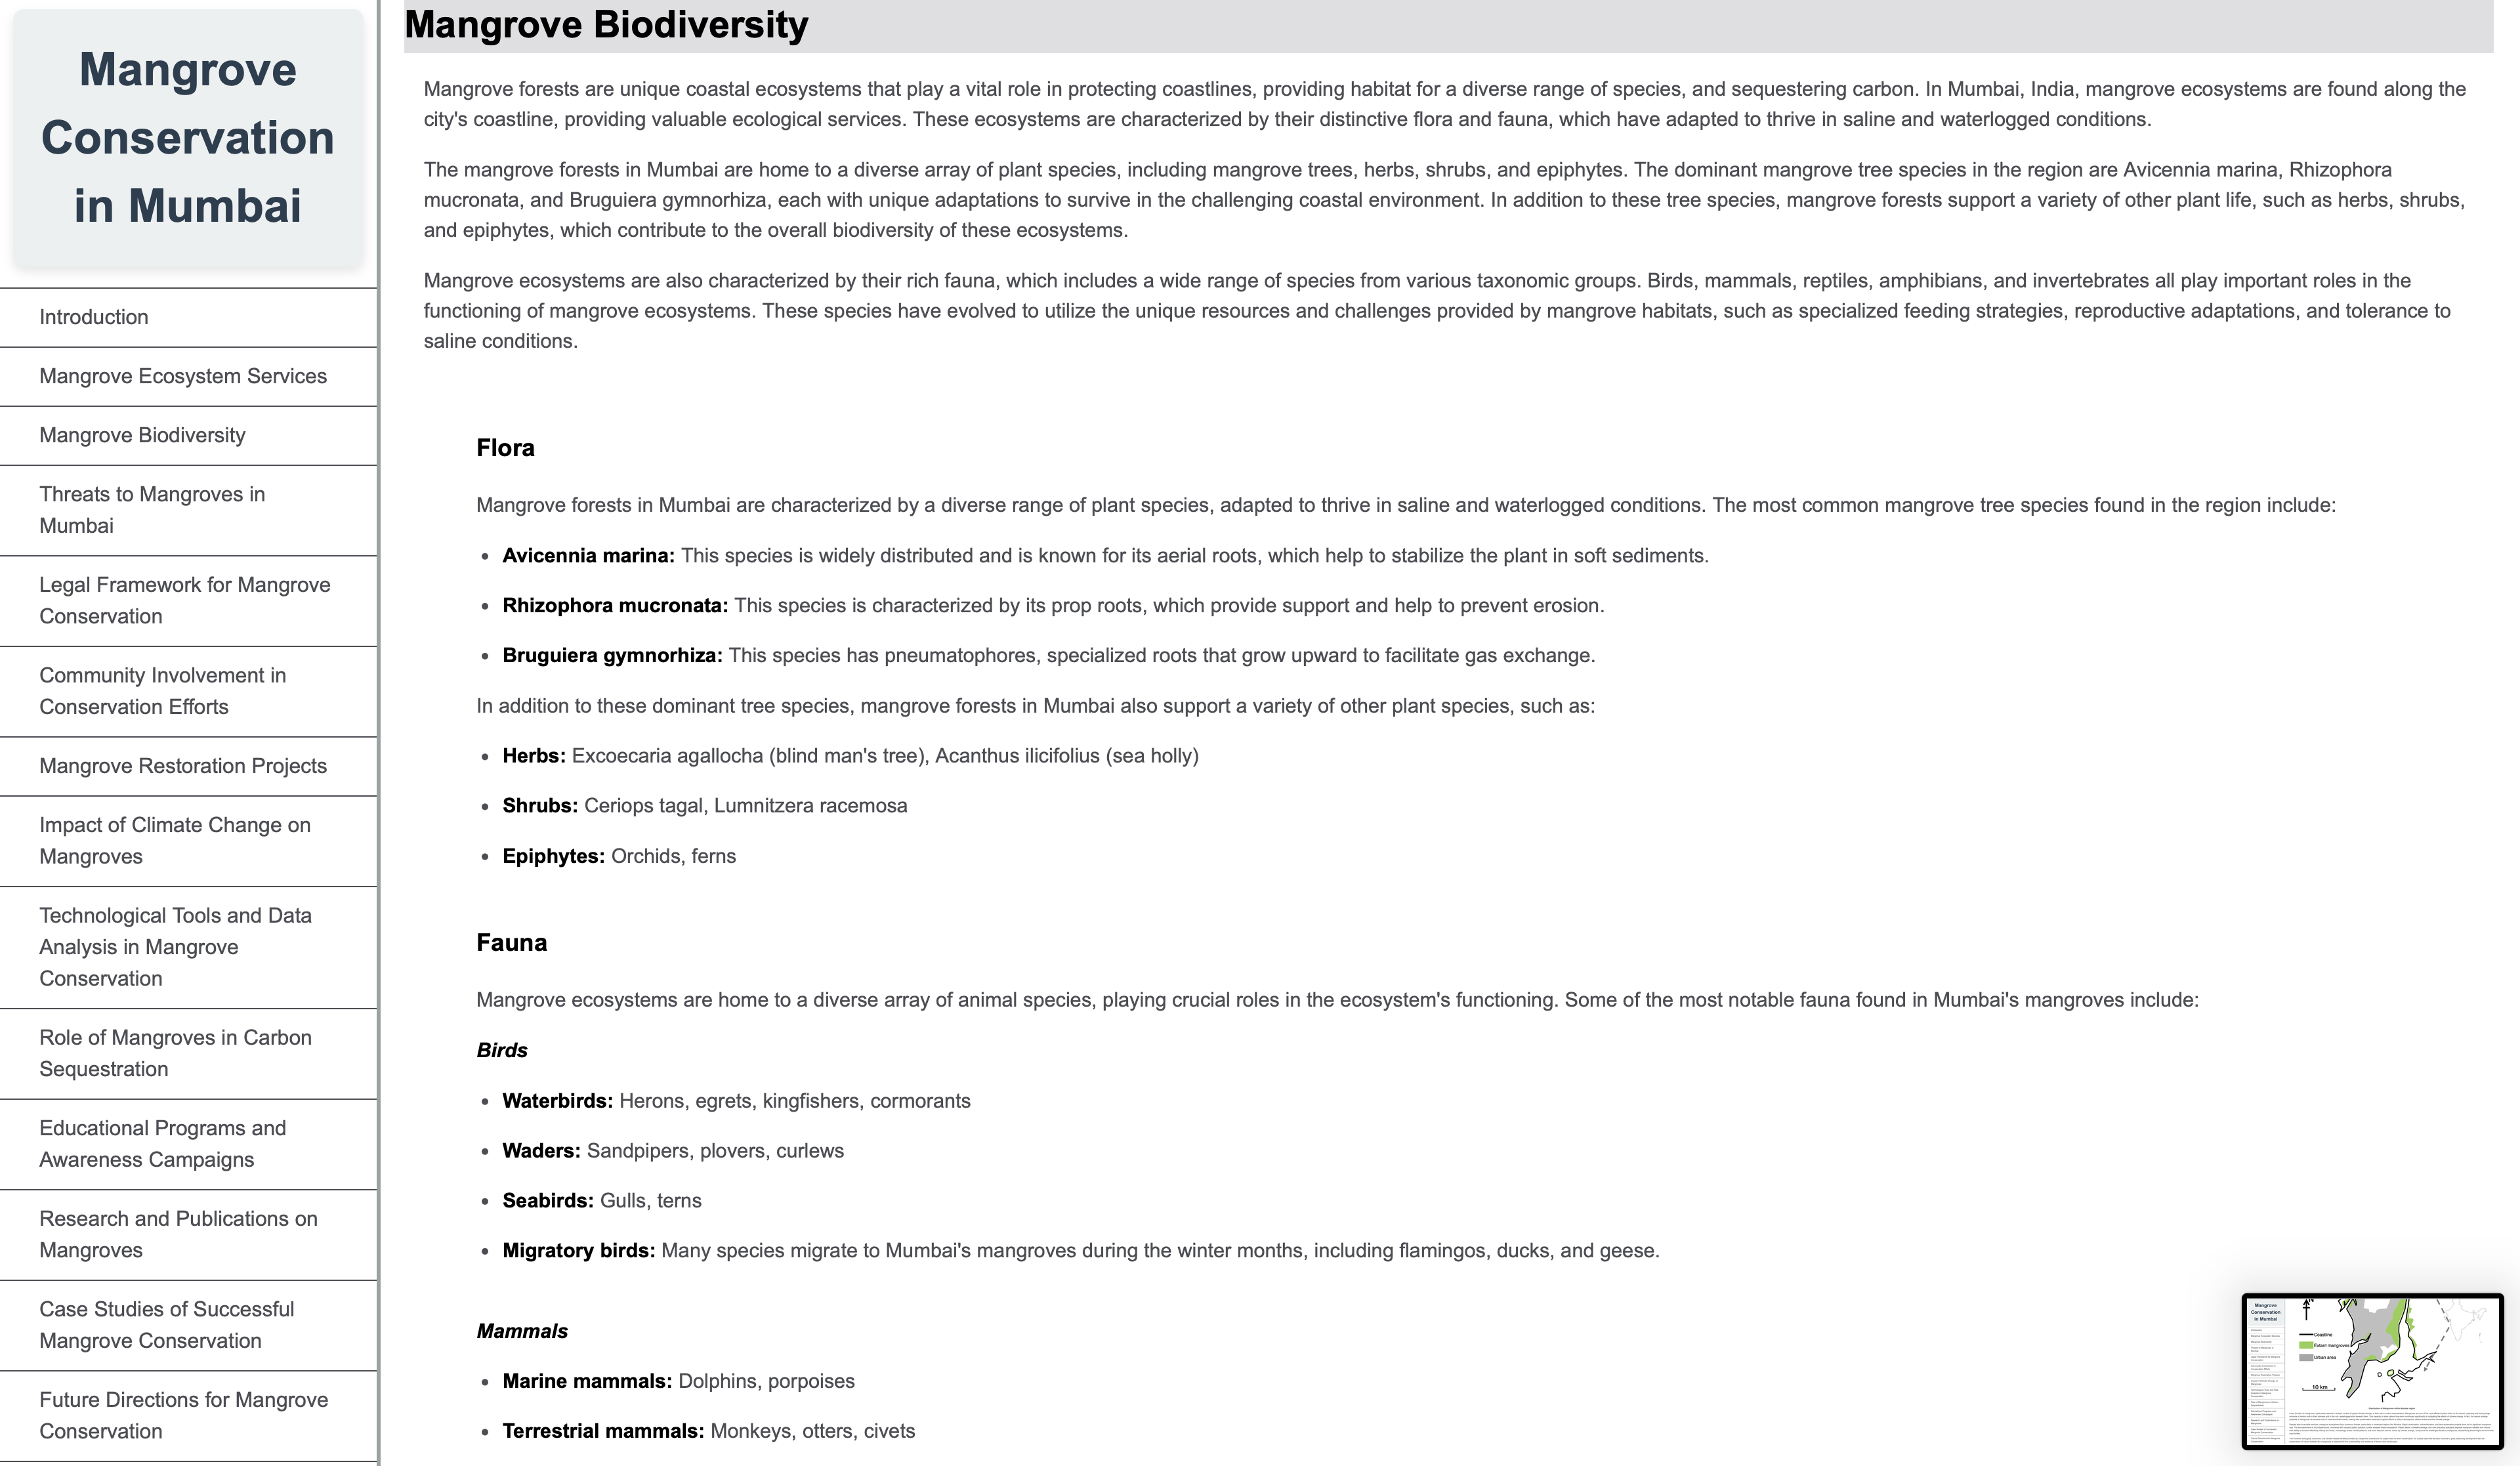 Mangrove
Conservation
in Mumbai
Introduction
Mangrove Ecosystem Services
Mangrove Biodiversity
Threats to Mangroves in
Mumbai
Legal Framework for Mangrove
Conservation
Community Involvement in
Conservation Efforts
Mangrove Restoration Projects
Impact of Climate Change on
Mangroves
Technological Tools and Data
Analysis in Mangrove
Conservation
Role of Mangroves in Carbon
Sequestration
Educational Programs and
Awareness Campaigns
Research and Publications on
Mangroves
Case Studies of Successful
Mangrove Conservation
Future Directions for Mangrove
Conservation
Mangrove Biodiversity
Mangrove forests are unique coastal ecosystems that play a vital role in protecting coastlines, providing habitat for a diverse range of species, and sequestering carbon. In Mumbai, India, mangrove ecosystems are found along the
city's coastline, providing valuable ecological services. These ecosystems are characterized by their distinctive flora and fauna, which have adapted to thrive in saline and waterlogged conditions.
The mangrove forests in Mumbai are home to a diverse array of plant species, including mangrove trees, herbs, shrubs, and epiphytes. The dominant mangrove tree species in the region are Avicennia marina, Rhizophora
mucronata, and Bruguiera gymnorhiza, each with unique adaptations to survive in the challenging coastal environment. In addition to these tree species, mangrove forests support a variety of other plant life, such as herbs, shrubs,
and epiphytes, which contribute to the overall biodiversity of these ecosystems.
Mangrove ecosystems are also characterized by their rich fauna, which includes a wide range of species from various taxonomic groups. Birds, mammals, reptiles, amphibians, and invertebrates all play important roles in the
functioning of mangrove ecosystems. These species have evolved to utilize the unique resources and challenges provided by mangrove habitats, such as specialized feeding strategies, reproductive adaptations, and tolerance to
saline conditions.
Flora
Mangrove forests in Mumbai are characterized by a diverse range of plant species, adapted to thrive in saline and waterlogged conditions. The most common mangrove tree species found in the region include:
• Avicennia marina: This species is widely distributed and is known for its aerial roots, which help to stabilize the plant in soft sediments.
• Rhizophora mucronata: This species is characterized by its prop roots, which provide support and help to prevent erosion.
• Bruguiera gymnorhiza: This species has pneumatophores, specialized roots that grow upward to facilitate gas exchange.
In addition to these dominant tree species, mangrove forests in Mumbai also support a variety of other plant species, such as:
• Herbs: Excoecaria agallocha (blind man's tree), Acanthus ilicifolius (sea holly)
• Shrubs: Ceriops tagal, Lumnitzera racemosa
• Epiphytes: Orchids, ferns
Fauna
Mangrove ecosystems are home to a diverse array of animal species, playing crucial roles in the ecosystem's functioning. Some of the most notable fauna found in Mumbai's mangroves include:
Birds
• Waterbirds: Herons, egrets, kingfishers, cormorants
• Waders: Sandpipers, plovers, curlews
• Seabirds: Gulls, terns
• Migratory birds: Many species migrate to Mumbai's mangroves during the winter months, including flamingos, ducks, and geese.
Mammals
• Marine mammals: Dolphins, porpoises
• Terrestrial mammals: Monkeys, otters, civets
Mangrove
Conservation
in Mumbai
Coastline
Extant mangroves
Urban area
10 km